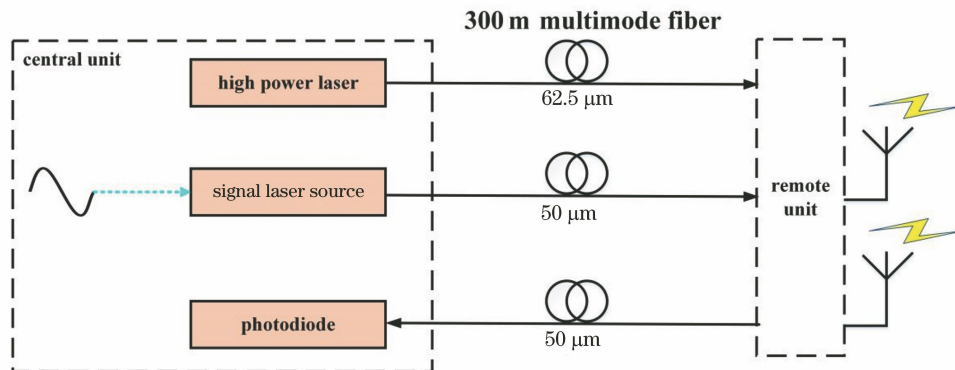 300 m multimode fiber
central unit
high power laser
62.5 μm
signal laser source
50 μm
remote
unit
photodiode
50 μm